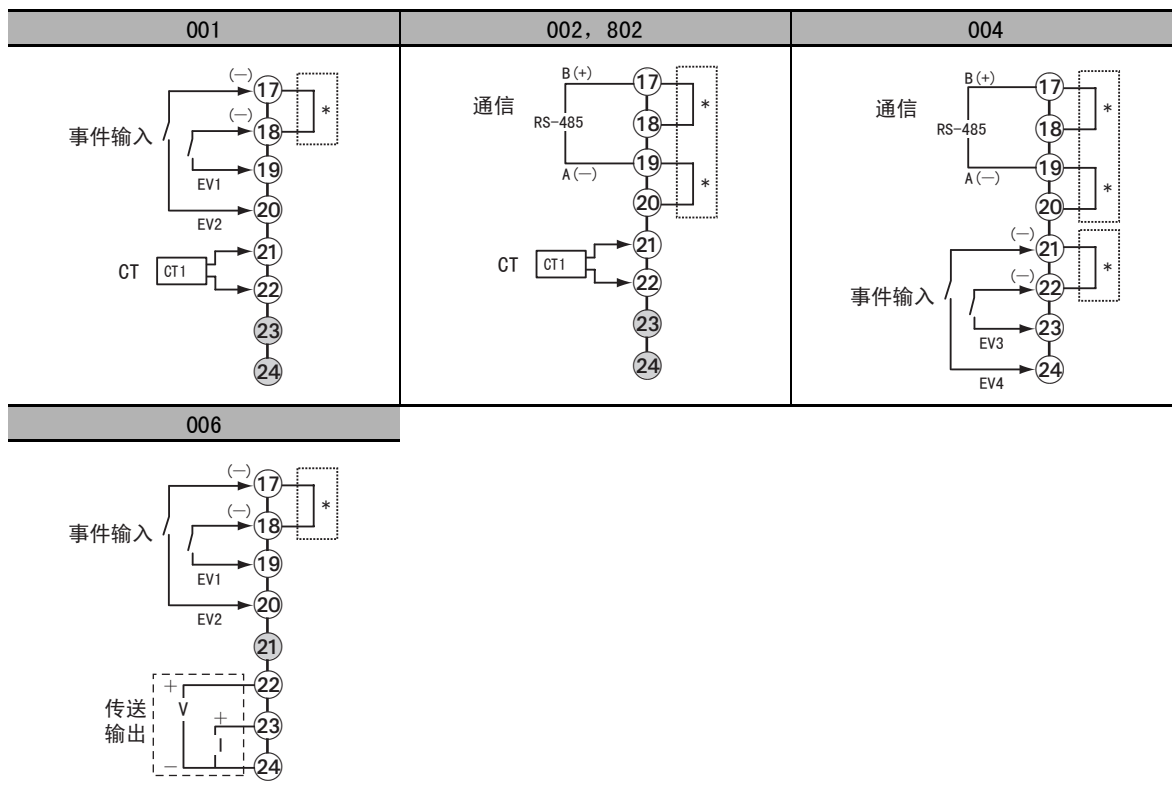 001
(—) 17
*
(—) 18
事件输入
19
EV1
20
EV2
21
CT CT1
22
23
24
002, 802
B(+) 17
通信
*
RS-485
18
19
A(—)
*
20
21
CT CT1
22
23
24
004
B(+) 17
通信
*
RS-485
18
19
A(—)
*
20
(—) 21
*
(—) 22
事件输入
23
EV3
24
EV4
006
(—) 17
*
(—) 18
事件输入
19
EV1
20
EV2
21
+ 22
传送 V
输出
+ 23
I
— 24